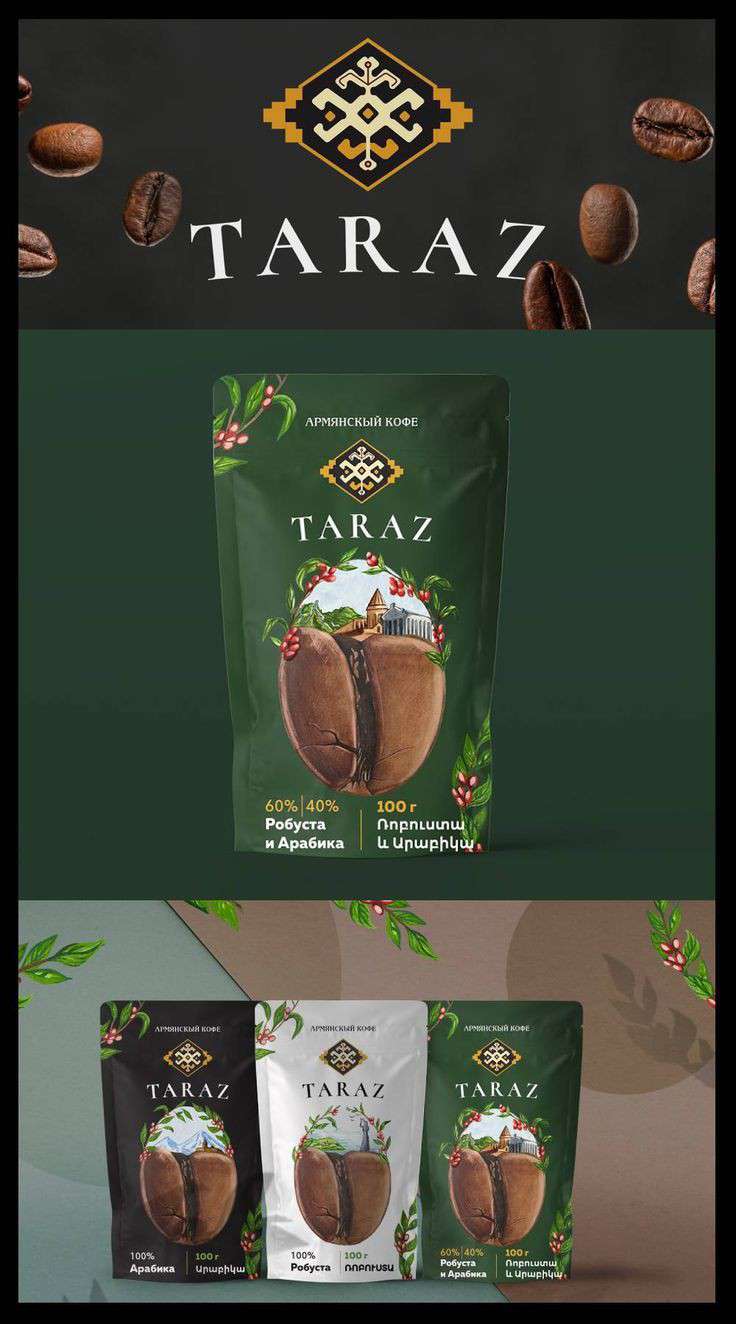 TARAZ
АРМЯНСКЫЙ КОФЕ
TARAZ
60% 40%
Робуста
и Арабика
100 г
Ռոբուստա
և Արաբիկա
АРМЯНСКЫЙ КОФЕ
TARAZ
100%
Арабика
100 г
Արաբիկա
АРМЯНСКЫЙ КОФЕ
TARAZ
100%
Робуста
100 г
ՌՈԲՈՒՍՏԱ
АРМЯНСКЫЙ КОФЕ
TARAZ
60% 40%
Робуста
и Арабика
100 г
Ռոբուստա
և Արաբիկա